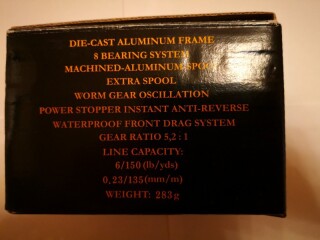 DIE-CAST ALUMINUM FRAME
8 BEARING SYSTEM
MACHINED-ALUMINUM SPOOL
EXTRA SPOOL
WORM GEAR OSCILLATION
POWER STOPPER INSTANT ANTI-REVERSE
WATERPROOF FRONT DRAG SYSTEM
GEAR RATIO 5,2 : 1
LINE CAPACITY:
6/150 (lb/yds)
0,23/135(mm/m)
WEIGHT: 283g